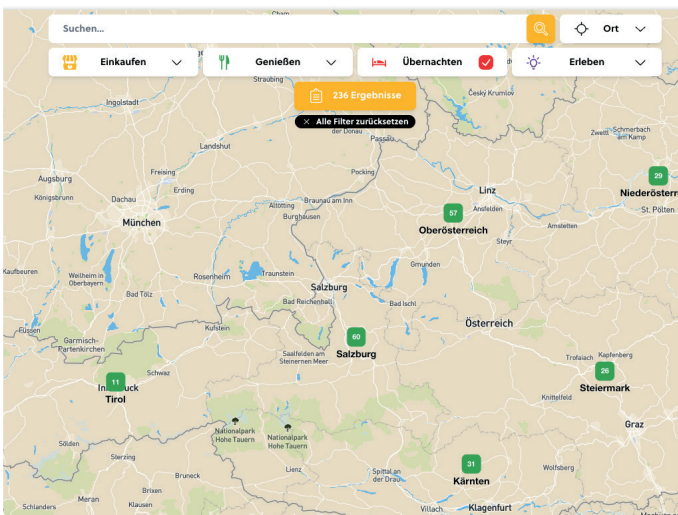 Cham
Suchen...
Ort
Einkaufen
Genießen
Übernachten
Erleben
Straubing
236 Ergebnisse
Český Krumlov
Ingolstadt
× Alle Filter zurücksetzen
der Donau
Passau
Zwettl
Schmerbach
am Kamp
Landshut
Freising
Pocking
29
Augsburg
Erding
Linz
Niederösterr
Königsbrunn
Dachau
Altötting
Braunau am Inn
57
Ansfelden
St. Pölten
München
Burghausen
Oberösterreich
Amstetten
Steyr
Kaufbeuren
Weilheim in
Oberbayern
Rosenheim
Traunstein
Gmunden
Bad Tölz
Salzburg
Bad Reichenhall
Bad Ischl
Füssen
Kufstein
Österreich
Garmisch-
Partenkirchen
60
Saalfelden am
Steinernen Meer
Salzburg
Trofaiach
Kapfenberg
Schwaz
11
26
Tirol
Steiermark
Knittelfeld
Graz
Nationalpark
Hohe Tauern
Nationalpark
Hohe Tauern
Sölden
Sterzing
31
Lienz
Spittal an
der Drau
Wolfsberg
Bruneck
Kärnten
Brixen
Meran
Schlanders
Klausen
Villach
Klagenfurt